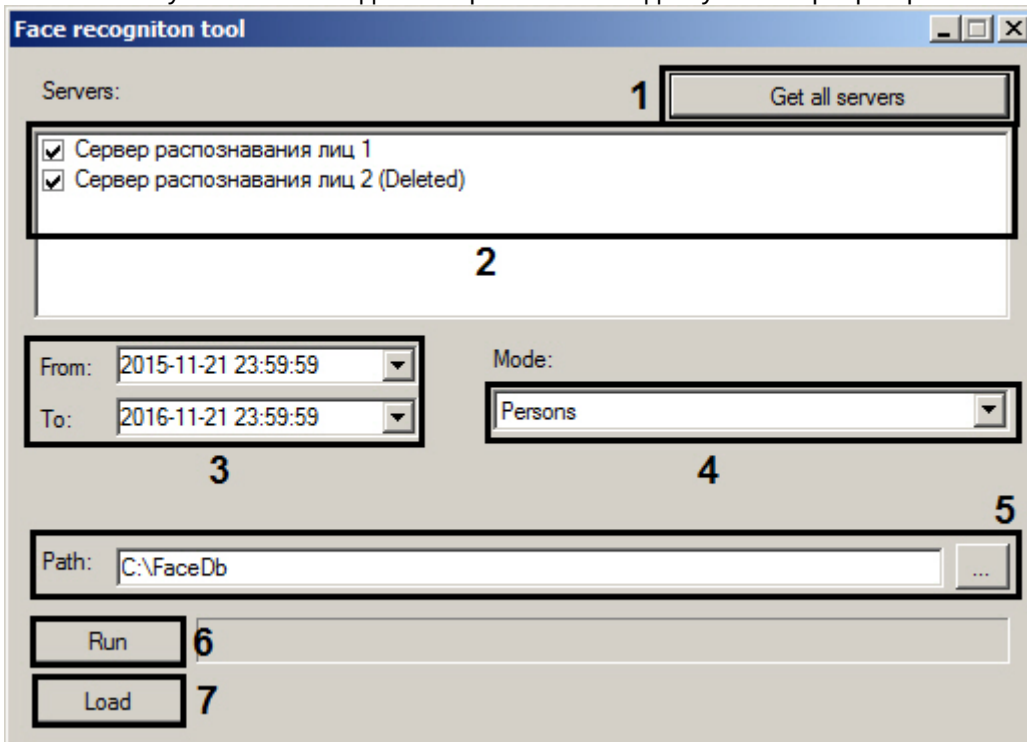 Face recogniton tool
Servers:
1
Get all servers
Сервер распознавания лиц 1
Сервер распознавания лиц 2 (Deleted)
2
From: 2015-11-21 23:59:59
Mode:
To: 2016-11-21 23:59:59
Persons
3
4
5
Path: C:\FaceDb
...
Run
6
Load
7